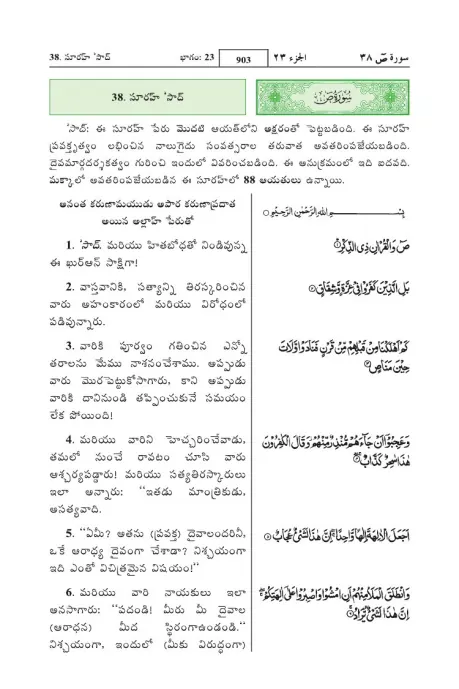 38. సూరహ్ 'సాద్ భాగం: 23 903 الجزء ٢٣ سورة ص ٣٨
38. సూరహ్ 'సాద్ سُوْرَةُ صٓ
'సాద్: ఈ సూరహ్ పేరు మొదటి ఆయత్‌లోని అక్షరంతో పెట్టబడింది. ఈ సూరహ్
ప్రవక్తృత్వం లభించిన నాలుగైదు సంవత్సరాల తరువాత అవతరింపజేయబడింది.
దైవమార్గదర్శకత్వం గురించి ఇందులో వివరించబడింది. ఈ అనుక్రమంలో ఇది ఐదవది.
మక్కాలో అవతరింపజేయబడిన ఈ సూరహ్‌లో 88 ఆయతులు ఉన్నాయి.
అనంత కరుణామయుడు అపార కరుణాప్రదాత
అయిన అల్లాహ్ పేరుతో
بِسْمِ اللهِ الرَّحْمٰنِ الرَّحِيْمِ
1. 'సాద్. మరియు హితబోధతో నిండివున్న
ఈ ఖుర్ఆన్ సాక్షిగా!
صٓ وَالْقُرْاٰنِ ذِي الذِّكْرِ
2. వాస్తవానికి, సత్యాన్ని తిరస్కరించిన
వారు అహంకారంలో మరియు విరోధంలో
పడివున్నారు.
بَلِ الَّذِيْنَ كَفَرُوْا فِيْ عِزَّةٍ وَّشِقَاقٍ
3. వారికి పూర్వం గతించిన ఎన్నో
తరాలను మేము నాశనంచేశాము. అప్పుడు
వారు మొరపెట్టుకోసాగారు, కాని అప్పుడు
వారికి దానినుండి తప్పించుకునే సమయం
లేక పోయింది!
كَمْ اَهْلَكْنَا مِنْ قَبْلِهِمْ مِّنْ قَرْنٍ فَنَادَوْا وَّلَاتَ
حِيْنَ مَنَاصٍ
4. మరియు వారిని హెచ్చరించేవాడు,
తమలో నుంచే రావటం చూసి వారు
ఆశ్చర్యపడ్డారు! మరియు సత్యతిరస్కారులు
ఇలా అన్నారు: "ఇతడు మాంత్రికుడు,
అసత్యవాది.
وَعَجِبُوْٓا اَنْ جَآءَهُمْ مُّنْذِرٌ مِّنْهُمْ وَقَالَ الْكٰفِرُوْنَ
هٰذَا سٰحِرٌ كَذَّابٌ
5. "ఏమీ? అతను (ప్రవక్త) దైవాలందరినీ,
ఒకే ఆరాధ్య దైవంగా చేశాడా? నిశ్చయంగా
ఇది ఎంతో విచిత్రమైన విషయం!"
اَجَعَلَ الْاٰلِهَةَ اِلٰهًا وَّاحِدًا اِنَّ هٰذَا لَشَيْءٌ عُجَابٌ
6. మరియు వారి నాయకులు ఇలా
అనసాగారు: "పదండి! మీరు మీ దైవాల
(ఆరాధన) మీద స్థిరంగాఉండండి."
నిశ్చయంగా, ఇందులో (మీకు విరుద్ధంగా)
وَانْطَلَقَ الْمَلَاُ مِنْهُمْ اَنِ امْشُوْا وَاصْبِرُوْا عَلٰٓى اٰلِهَتِكُمْ
اِنَّ هٰذَا لَشَيْءٌ يُّرَادُ